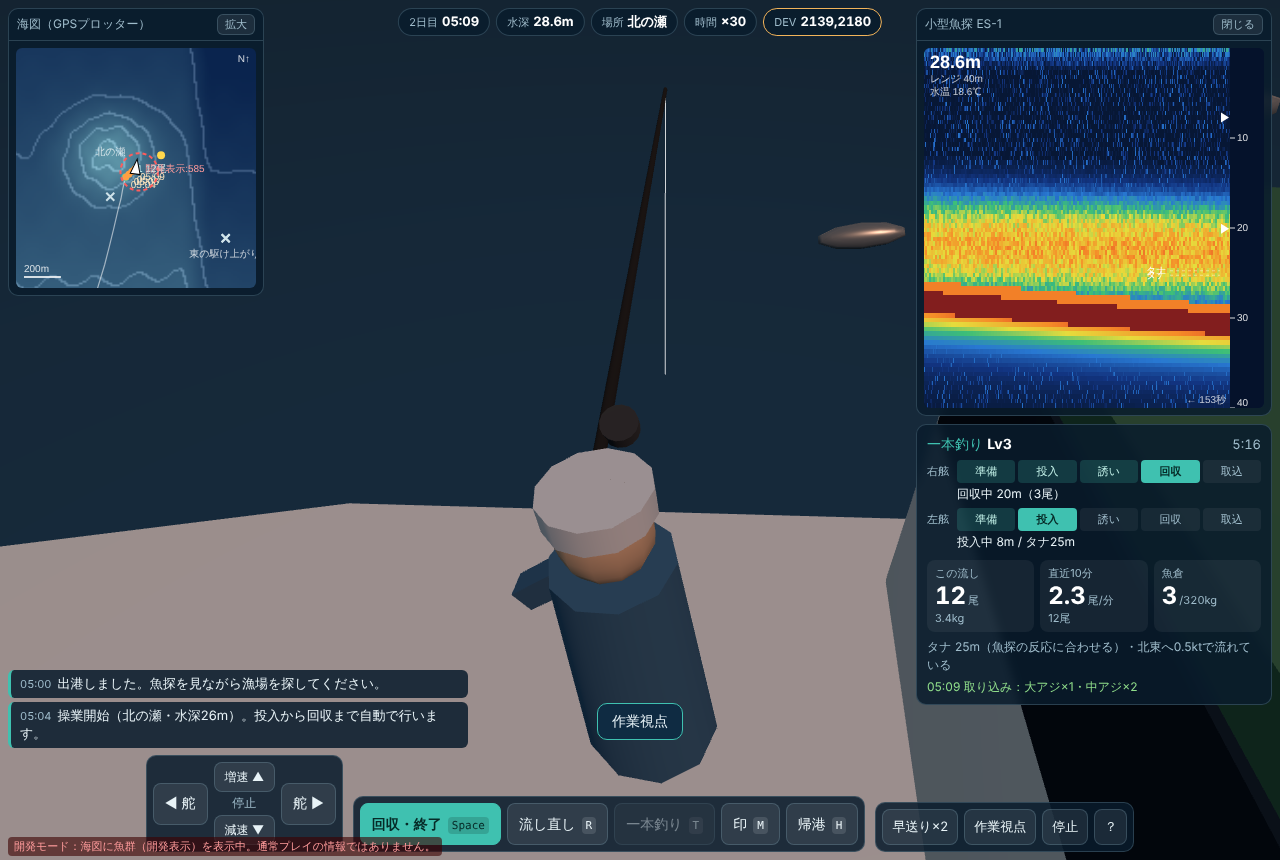 海図（GPSプロッター）
拡大
N↑
北の瀬
表示:585
東の駆け上がり
200m
2日目 05:09
水深 28.6m
場所 北の瀬
時間 ×30
DEV 2139,2180
小型魚探 ES-1
閉じる
28.6m
レンジ 40m
水温 18.6℃
10
20
タナ
30
← 153秒
40
一本釣り Lv3
5:16
右舷 準備 投入 誘い 回収 取込
回収中 20m（3尾）
左舷 準備 投入 誘い 回収 取込
投入中 8m / タナ25m
この流し
12 尾
3.4kg
直近10分
2.3 尾/分
12尾
魚倉
3 /320kg
タナ 25m（魚探の反応に合わせる）・北東へ0.5ktで流れて
いる
05:09 取り込み：大アジ×1・中アジ×2
05:00 出港しました。魚探を見ながら漁場を探してください。
05:04 操業開始（北の瀬・水深26m）。投入から回収まで自動で行いま
す。
作業視点
◀ 舵
増速 ▲
停止
減速 ▼
舵 ▶
回収・終了 Space
流し直し R
一本釣り T
印 M
帰港 H
早送り×2
作業視点
停止
?
開発モード：海図に魚群（開発表示）を表示中。通常プレイの情報ではありません。